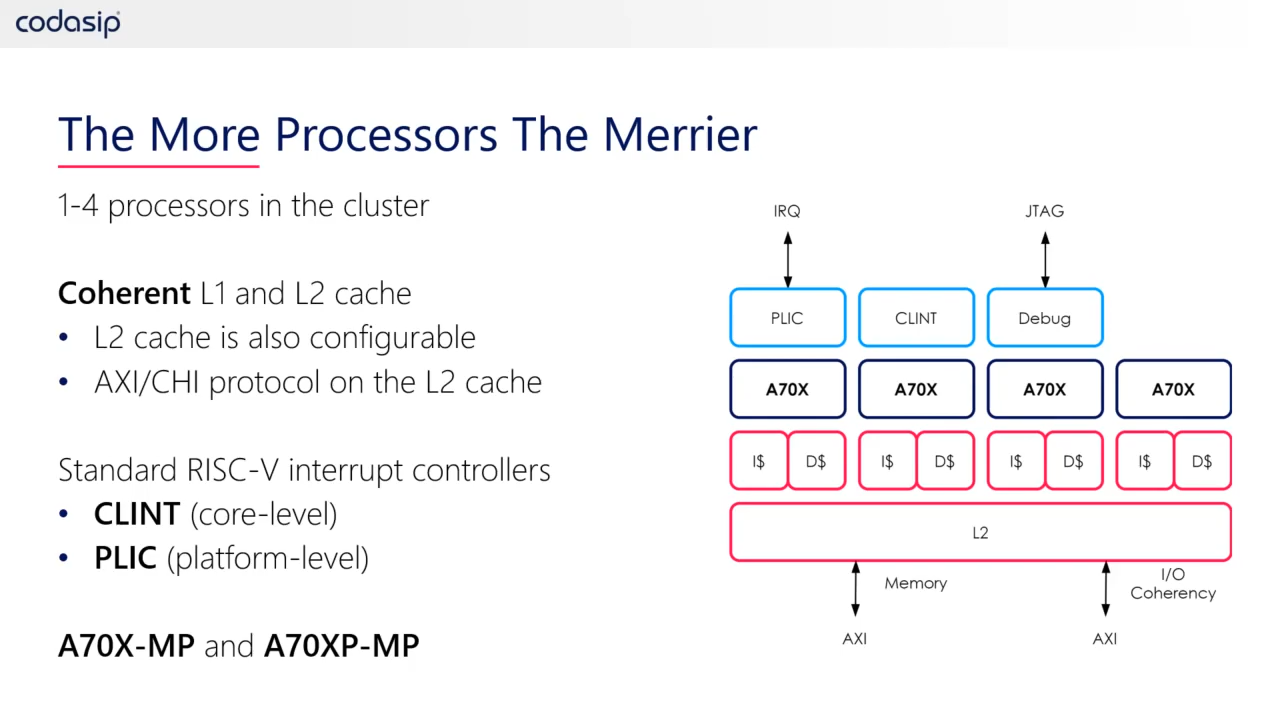 codasip
The More Processors The Merrier
1-4 processors in the cluster
Coherent L1 and L2 cache
• L2 cache is also configurable
• AXI/CHI protocol on the L2 cache
Standard RISC-V interrupt controllers
• CLINT (core-level)
• PLIC (platform-level)
A70X-MP and A70XP-MP
IRQ JTAG
PLIC CLINT Debug
A70X A70X A70X A70X
I$ D$ I$ D$ I$ D$ I$ D$
L2
Memory I/O
Coherency
AXI AXI